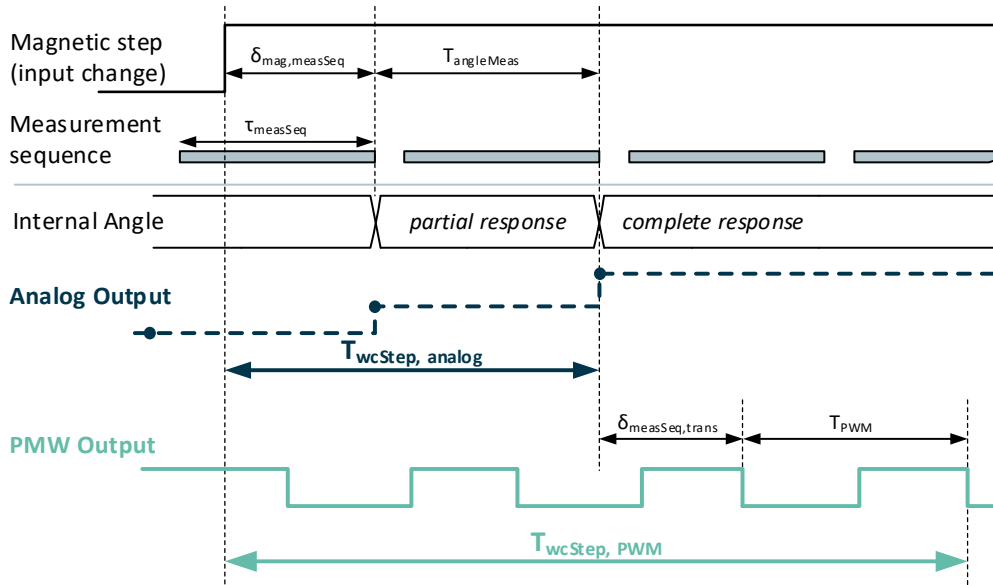 Magnetic step
(input change)
δmag,measSeq
TangleMeas
Measurement
sequence
τmeasSeq
Internal Angle
partial response
complete response
Analog Output
TwcStep, analog
δmeasSeq,trans
TPWM
PMW Output
TwcStep, PWM